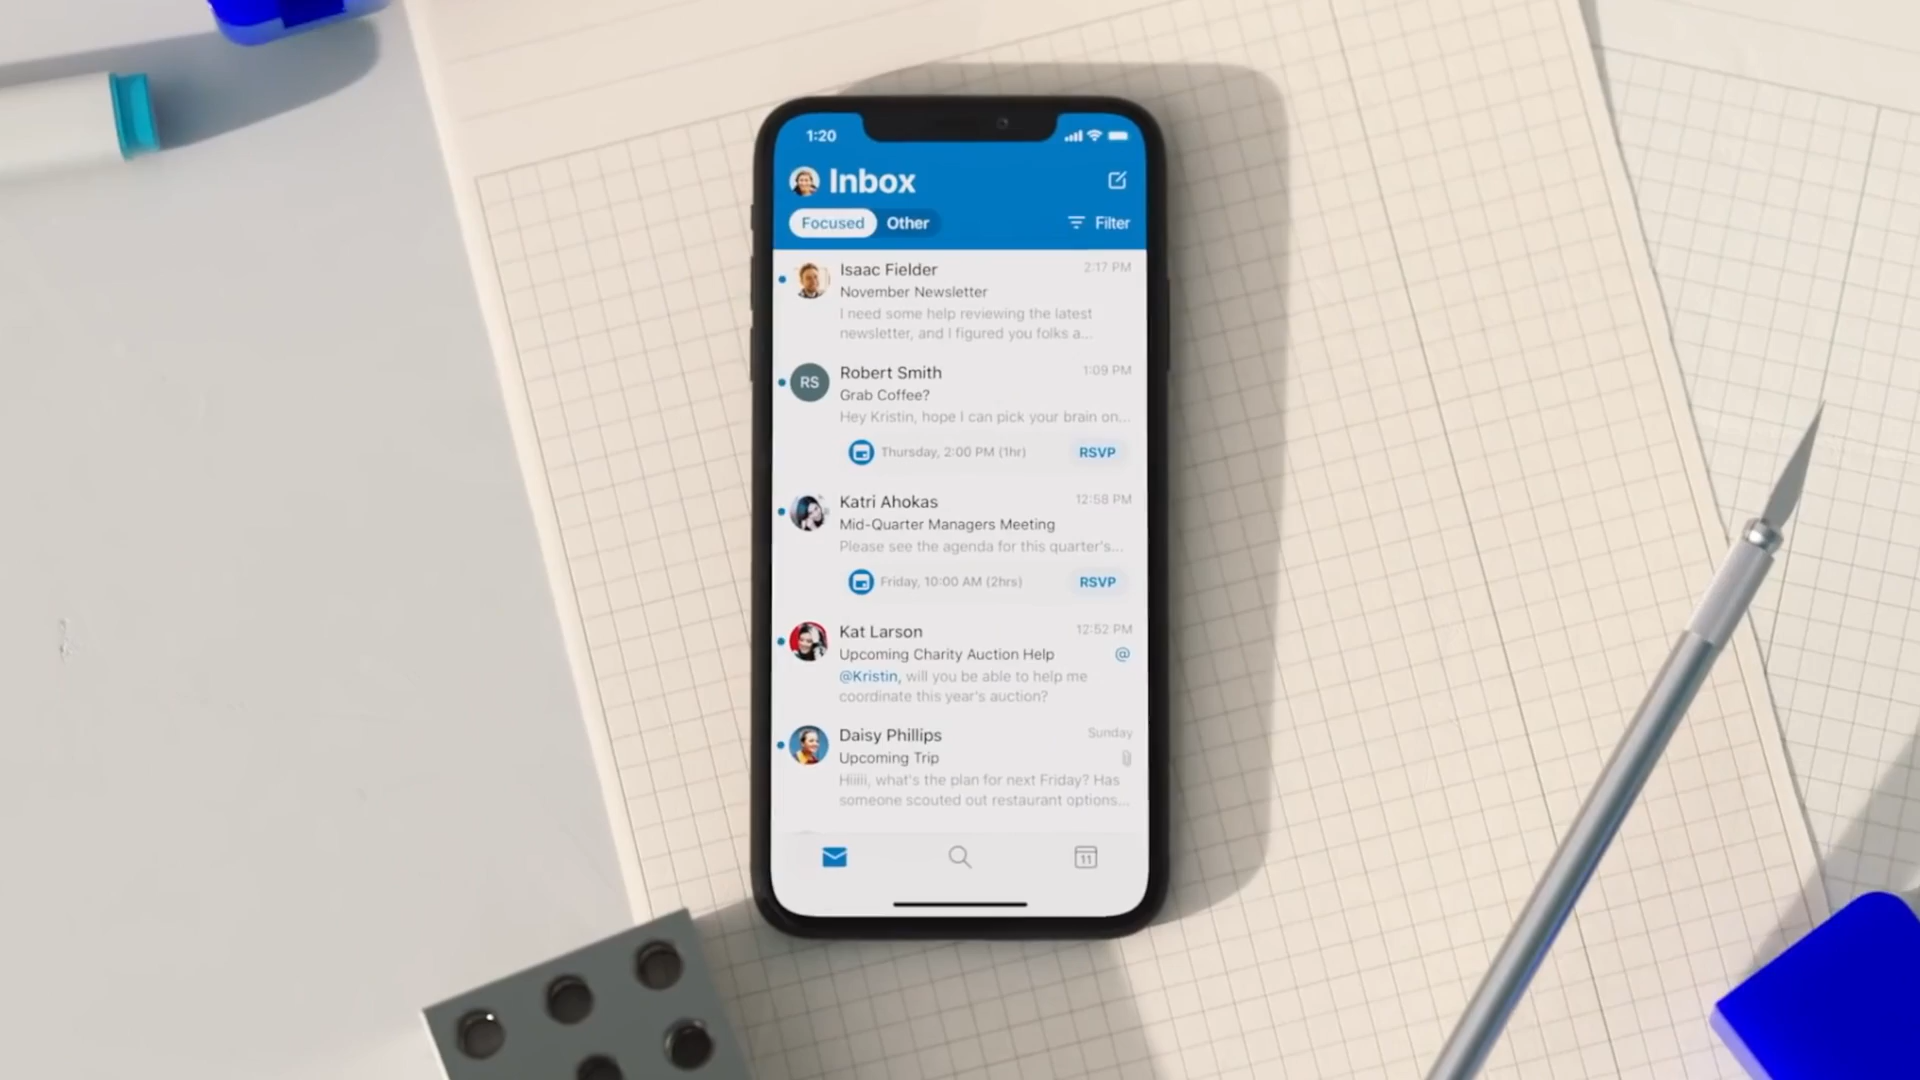 1:20
Inbox
Focused Other Filter
Isaac Fielder 2:17 PM
November Newsletter
I need some help reviewing the latest
newsletter, and I figured you folks a...
RS Robert Smith 1:09 PM
Grab Coffee?
Hey Kristin, hope I can pick your brain on...
Thursday, 2:00 PM (1hr) RSVP
Katri Ahokas 12:58 PM
Mid-Quarter Managers Meeting
Please see the agenda for this quarter's...
Friday, 10:00 AM (2hrs) RSVP
Kat Larson 12:52 PM
Upcoming Charity Auction Help @
@Kristin, will you be able to help me
coordinate this year's auction?
Daisy Phillips Sunday
Upcoming Trip
Hiiiii, what's the plan for next Friday? Has
someone scouted out restaurant options...
11